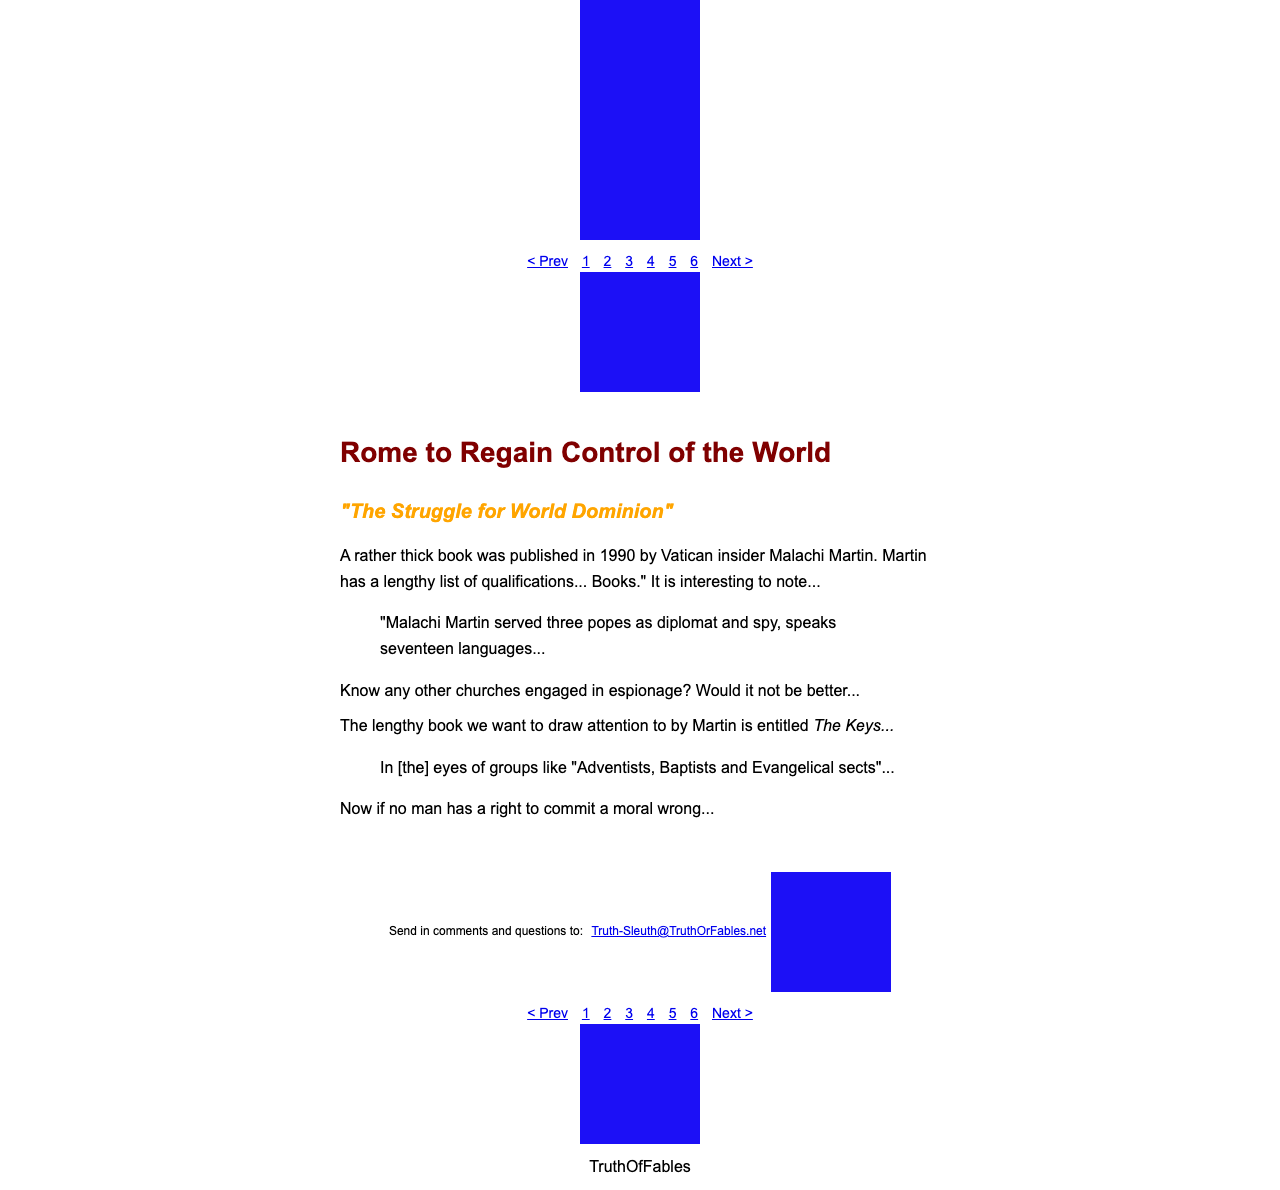 < Prev 1 2 3 4 5 6 Next >
Rome to Regain Control of the World
"The Struggle for World Dominion"
A rather thick book was published in 1990 by Vatican insider Malachi Martin. Martin
has a lengthy list of qualifications... Books." It is interesting to note...
"Malachi Martin served three popes as diplomat and spy, speaks
seventeen languages...
Know any other churches engaged in espionage? Would it not be better...
The lengthy book we want to draw attention to by Martin is entitled The Keys...
In [the] eyes of groups like "Adventists, Baptists and Evangelical sects"...
Now if no man has a right to commit a moral wrong...
Send in comments and questions to: Truth-Sleuth@TruthOrFables.net
< Prev 1 2 3 4 5 6 Next >
TruthOfFables